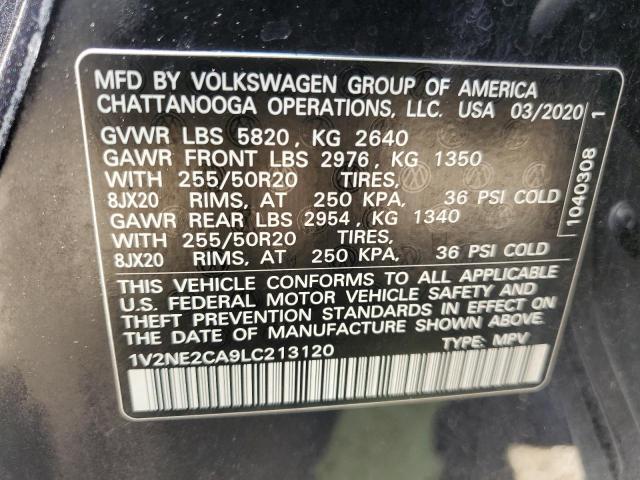 MFD BY VOLKSWAGEN GROUP OF AMERICA
CHATTANOOGA OPERATIONS, LLC. USA 03/2020
GVWR LBS 5820, KG 2640
GAWR FRONT LBS 2976, KG 1350
WITH 255/50R20 TIRES,
8JX20 RIMS, AT 250 KPA, 36 PSI COLD
GAWR REAR LBS 2954, KG 1340
WITH 255/50R20 TIRES,
8JX20 RIMS, AT 250 KPA, 36 PSI COLD
THIS VEHICLE CONFORMS TO ALL APPLICABLE
U.S. FEDERAL MOTOR VEHICLE SAFETY AND
THEFT PREVENTION STANDARDS IN EFFECT ON
THE DATE OF MANUFACTURE SHOWN ABOVE.
1V2NE2CA9LC213120 TYPE: MPV
1040308 1